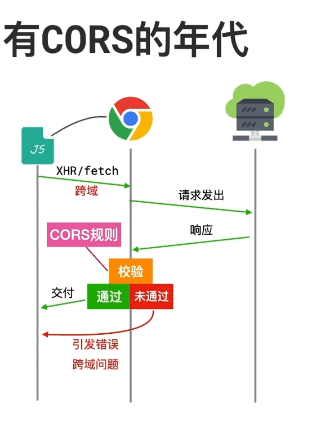 有CORS的年代
JS
XHR/fetch
跨域
请求发出
CORS规则
响应
校验
交付
通过
未通过
引发错误
跨域问题